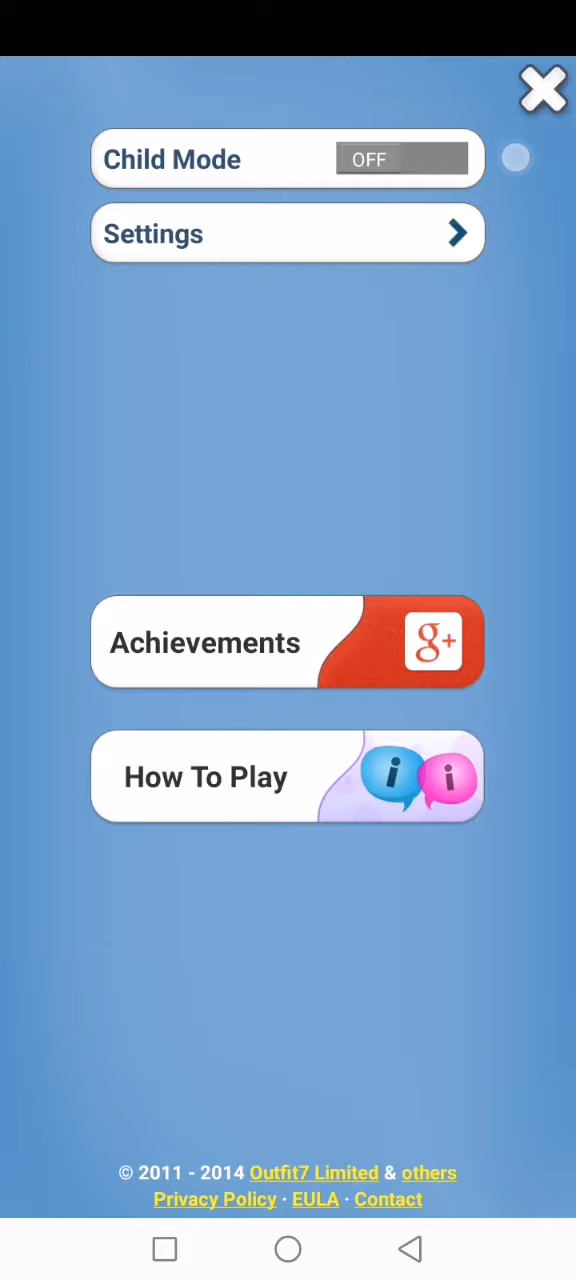 Child Mode OFF
Settings
Achievements g+
How To Play i i
© 2011 - 2014 Outfit7 Limited & others
Privacy Policy · EULA · Contact